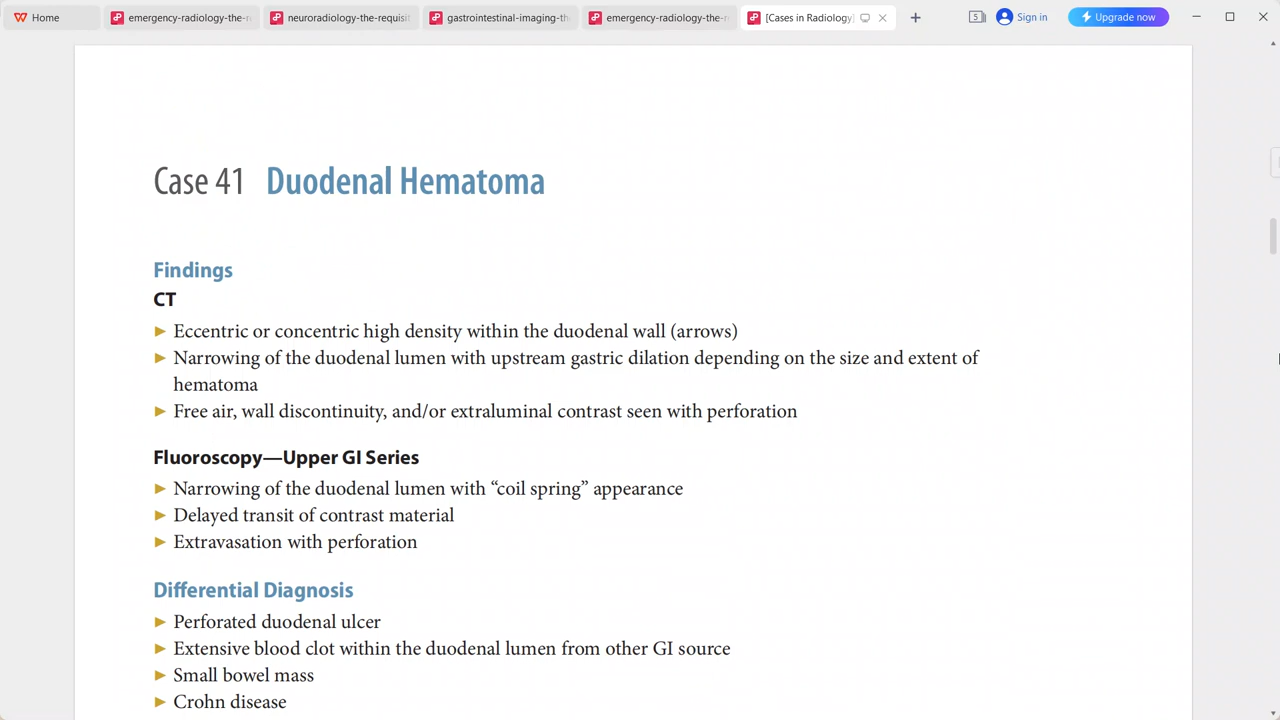 Home
emergency-radiology-the-r
neuroradiology-the-requisit
gastrointestinal-imaging-th
emergency-radiology-the-r
[Cases in Radiology]
5
Sign in
Upgrade now
Case 41 Duodenal Hematoma
Findings
CT
► Eccentric or concentric high density within the duodenal wall (arrows)
► Narrowing of the duodenal lumen with upstream gastric dilation depending on the size and extent of
hematoma
► Free air, wall discontinuity, and/or extraluminal contrast seen with perforation
Fluoroscopy—Upper GI Series
► Narrowing of the duodenal lumen with “coil spring” appearance
► Delayed transit of contrast material
► Extravasation with perforation
Differential Diagnosis
► Perforated duodenal ulcer
► Extensive blood clot within the duodenal lumen from other GI source
► Small bowel mass
► Crohn disease